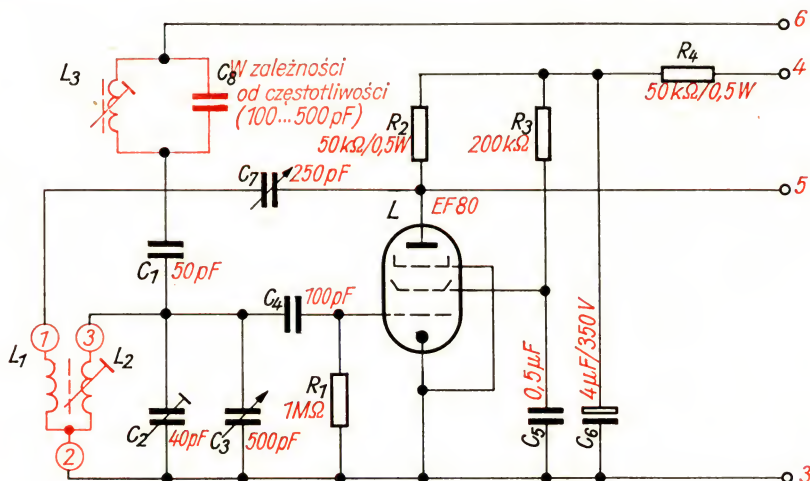 6
L3
C8
W zależności
od częstotliwości
(100...500pF)
R4
4
50kΩ/0,5W
R2
50kΩ/0,5W
R3
200kΩ
C7
250pF
5
L
EF80
C1
50pF
C4
100pF
1
3
L1
L2
R1
1MΩ
0,5µF
4µF/350V
C2
40pF
C3
500pF
C5
C6
2
3